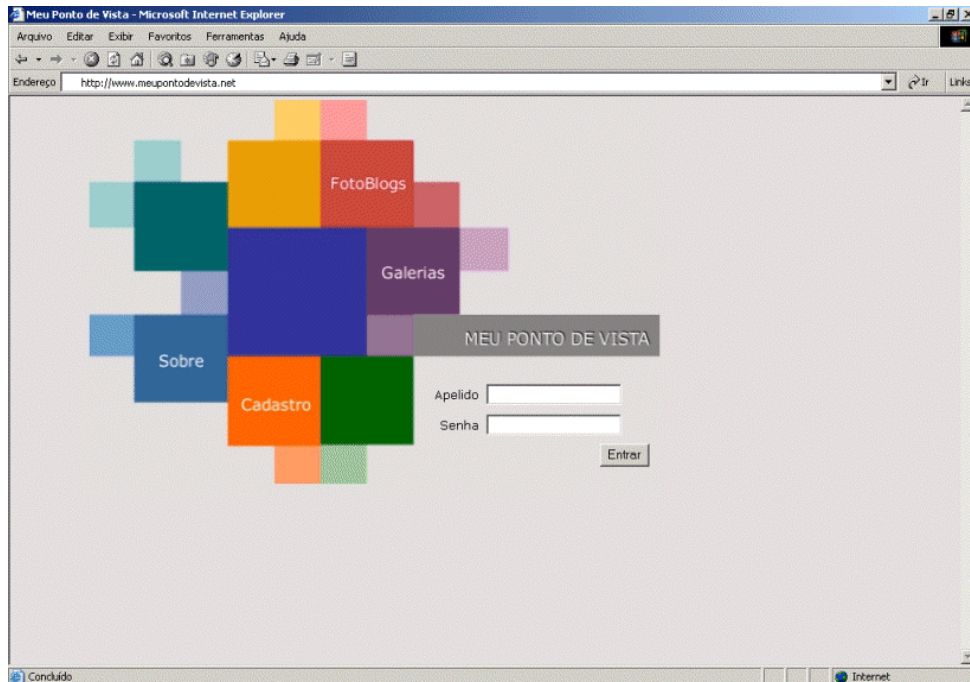 Meu Ponto de Vista - Microsoft Internet Explorer
Arquivo Editar Exibir Favoritos Ferramentas Ajuda
Endereço http://www.meupontodevista.net Ir Links
FotoBlogs
Galerias
MEU PONTO DE VISTA
Sobre
Cadastro
Apelido
Senha
Entrar
Concluído Internet